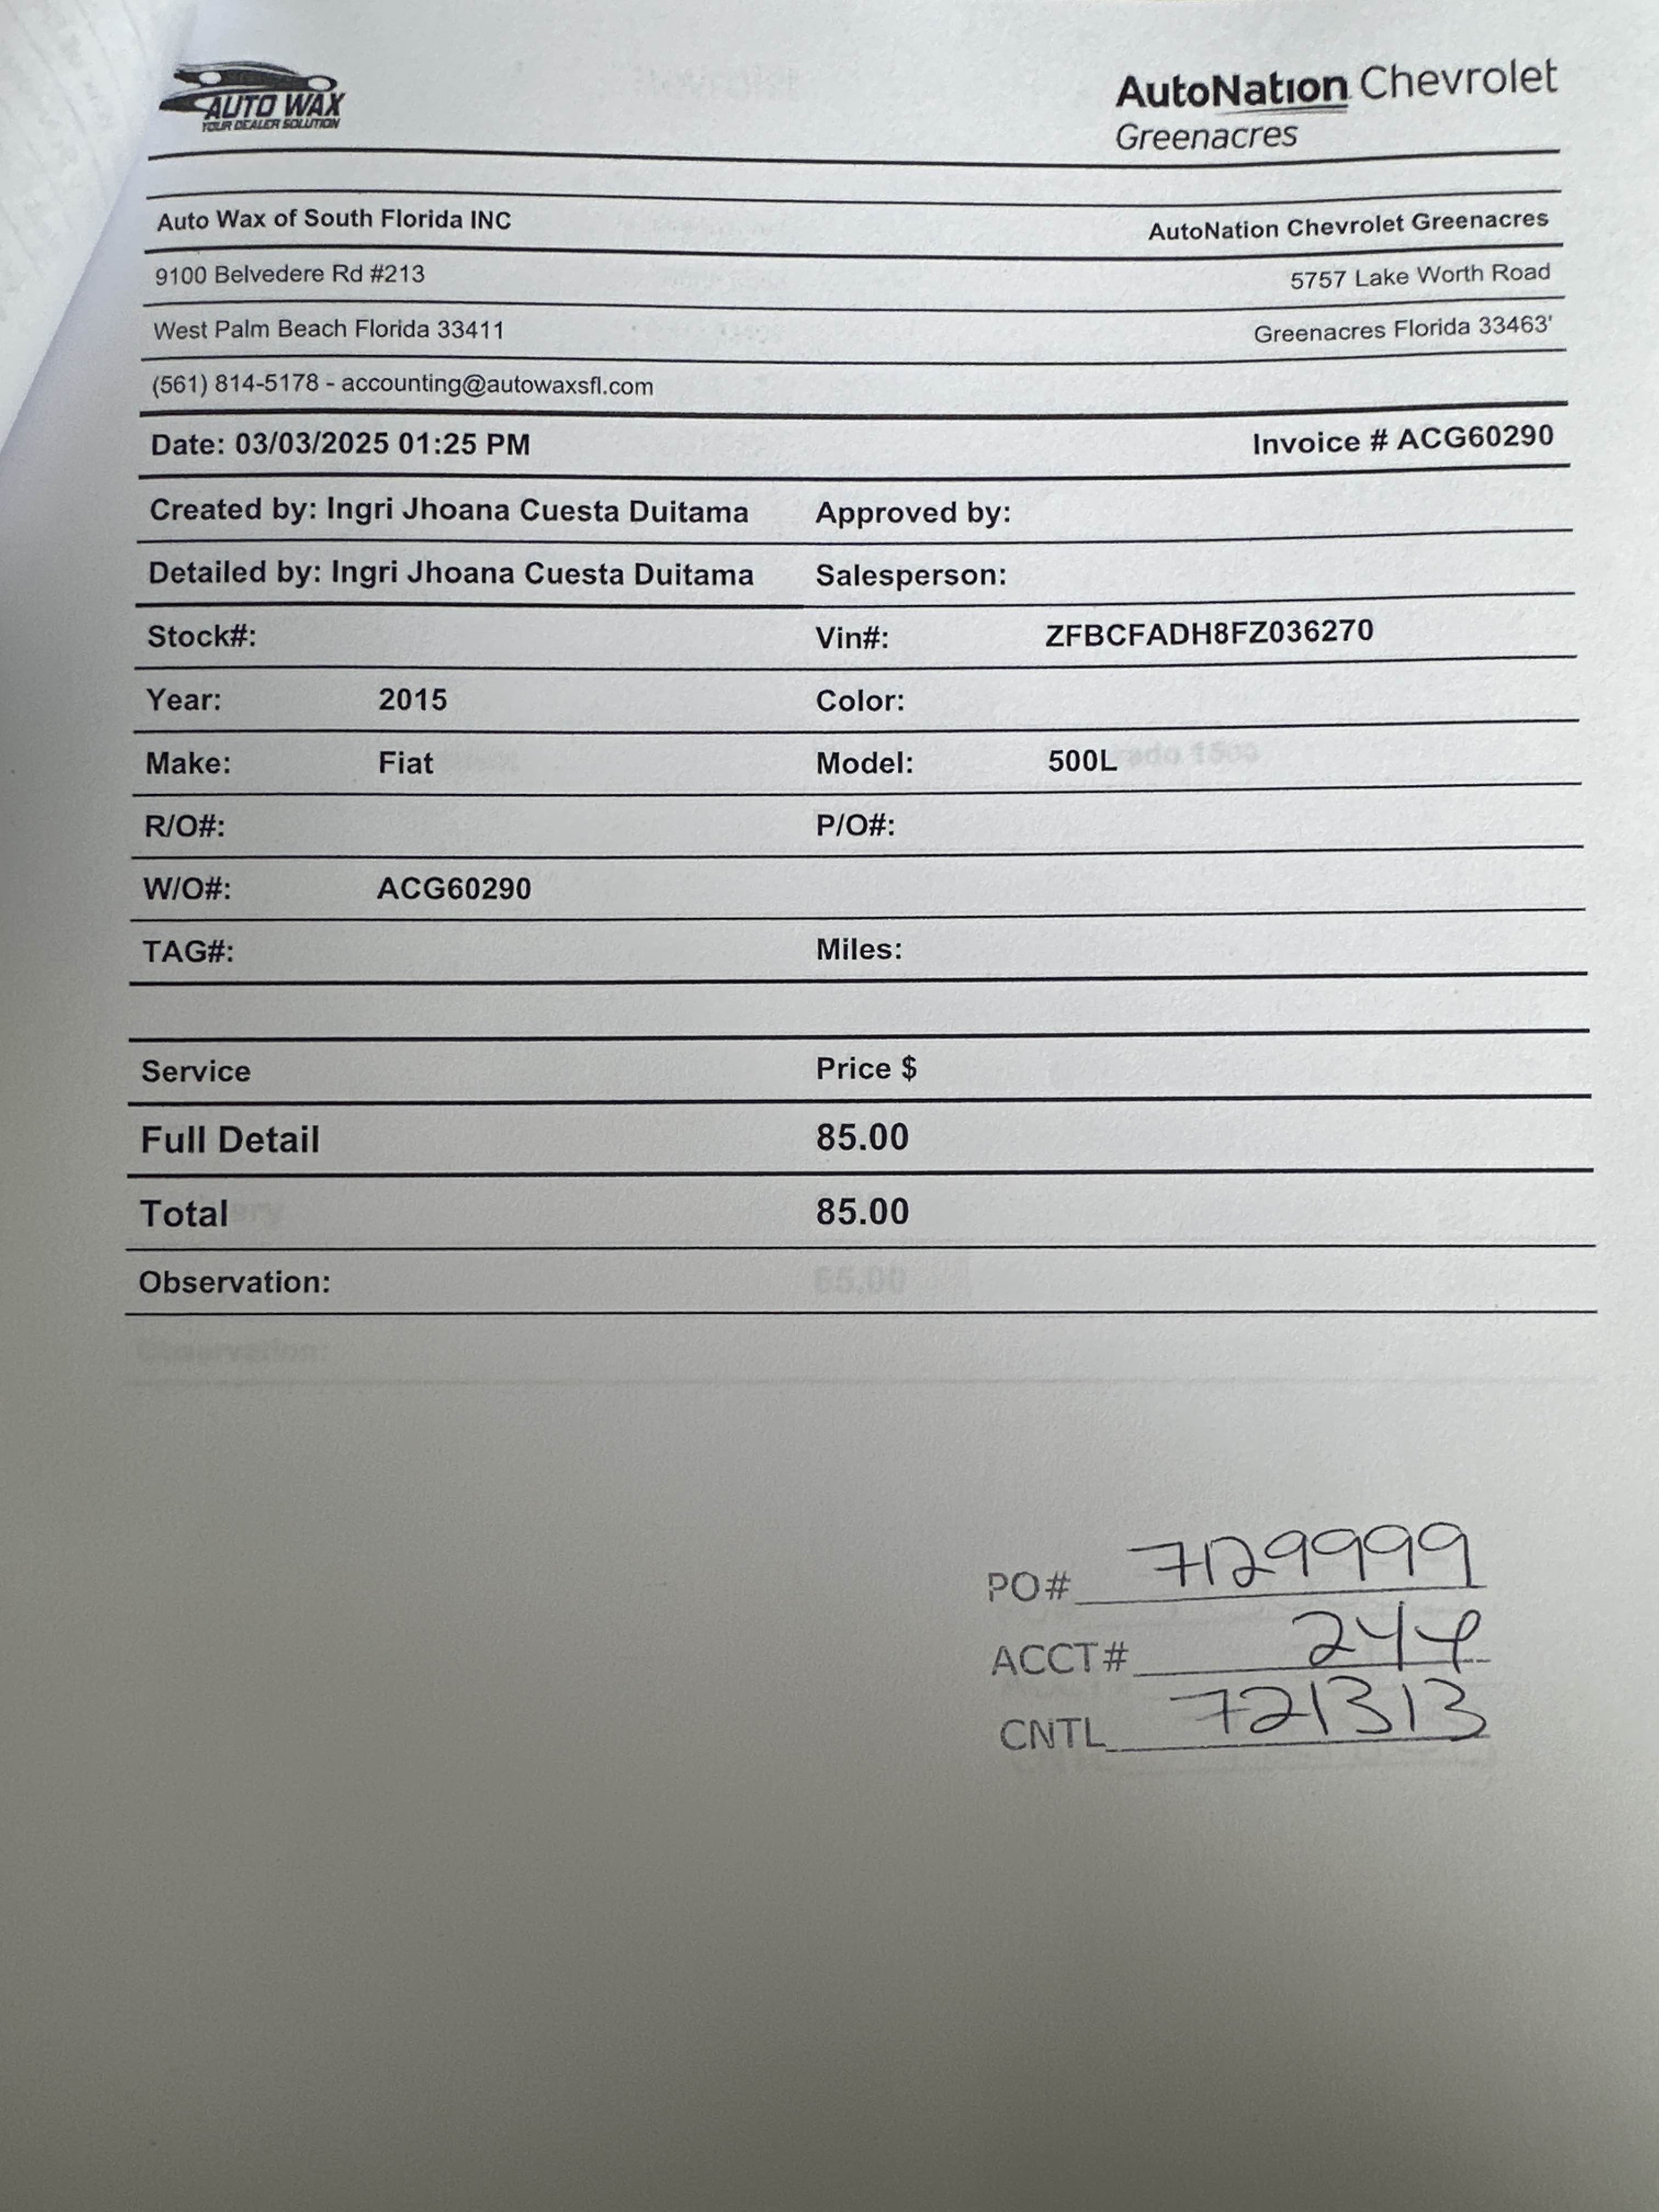 AUTO WAX
YOUR DEALER SOLUTION
AutoNation Chevrolet
Greenacres
Auto Wax of South Florida INC
AutoNation Chevrolet Greenacres
9100 Belvedere Rd #213
5757 Lake Worth Road
West Palm Beach Florida 33411
Greenacres Florida 33463'
(561) 814-5178 - accounting@autowaxsfl.com
Date: 03/03/2025 01:25 PM Invoice # ACG60290
Created by: Ingri Jhoana Cuesta Duitama Approved by:
Detailed by: Ingri Jhoana Cuesta Duitama Salesperson:
Stock#: Vin#: ZFBCFADH8FZ036270
Year: 2015 Color:
Make: Fiat Model: 500L
R/O#: P/O#:
W/O#: ACG60290
TAG#: Miles:
Service Price $
Full Detail 85.00
Total 85.00
Observation:
PO# 7129999
ACCT# 244
CNTL 721313